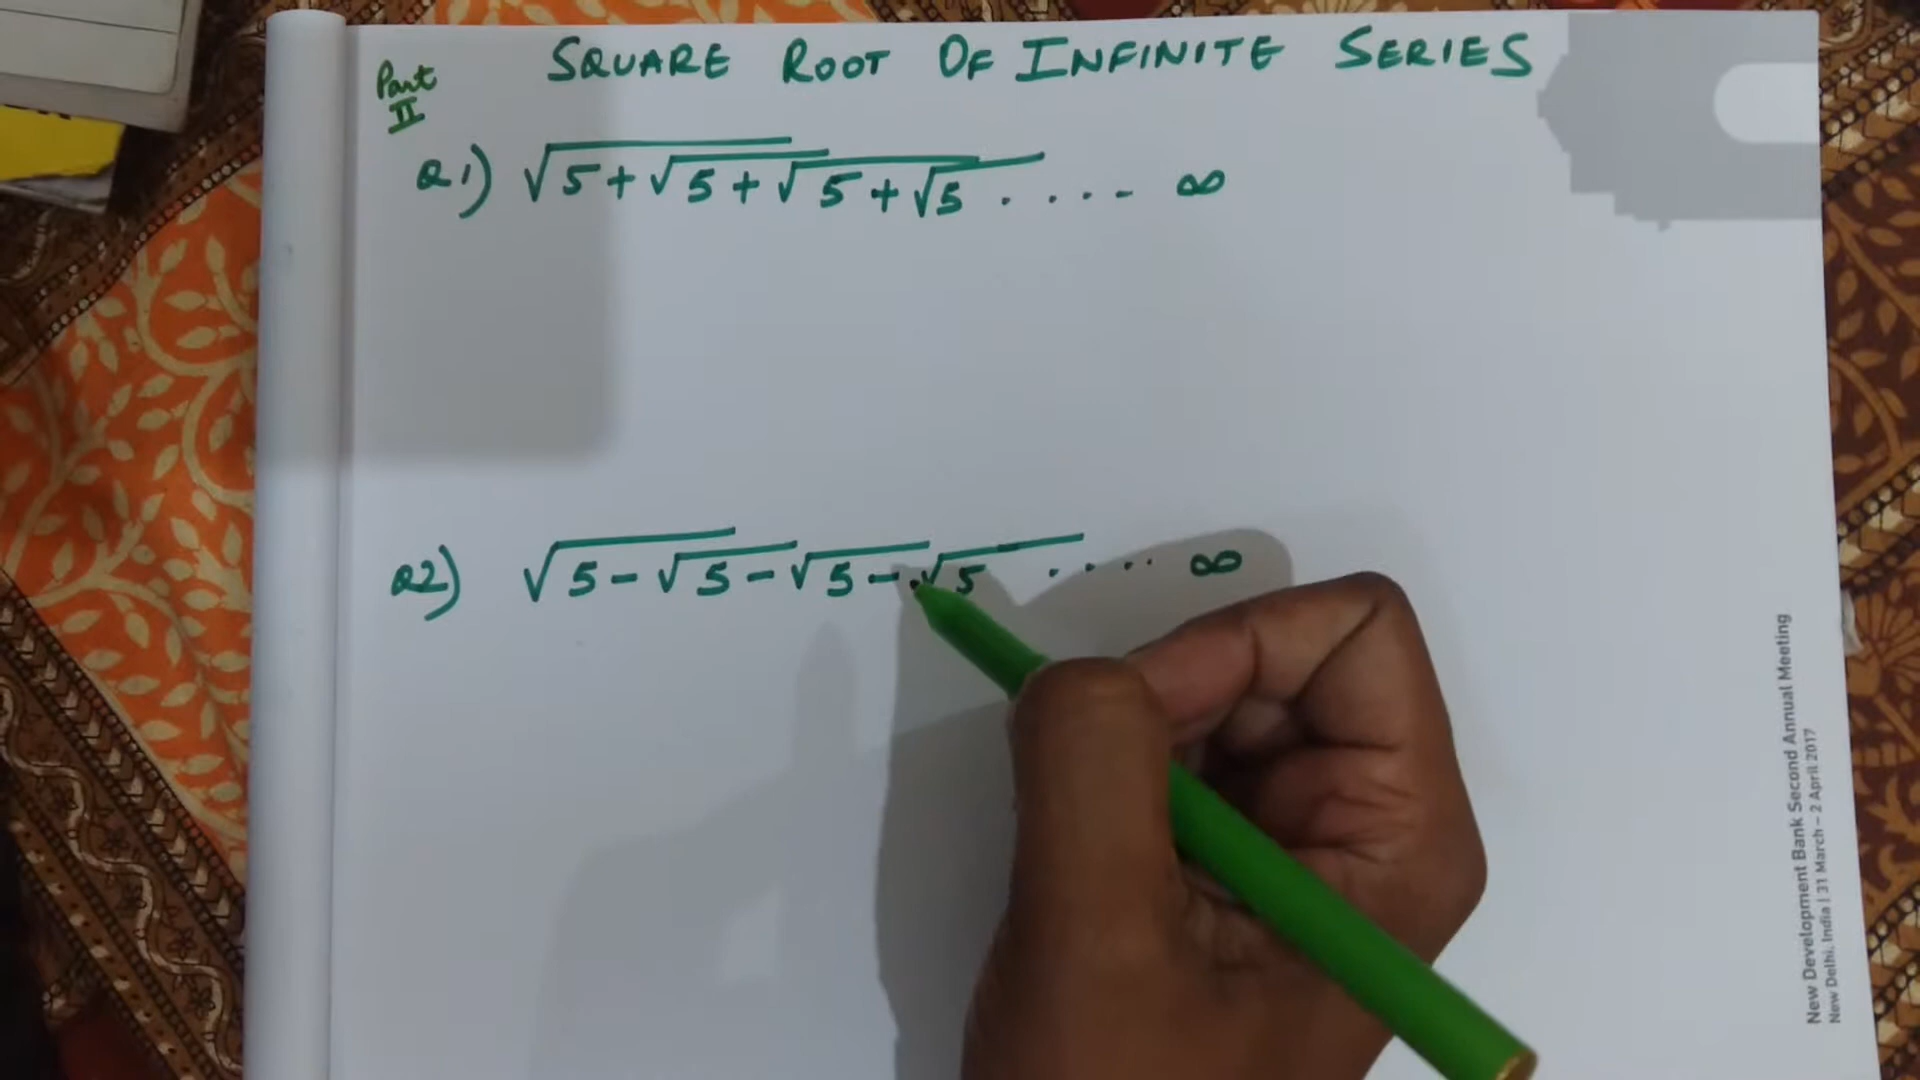 SQUARE ROOT OF INFINITE SERIES
Part
II
Q1) √5+√5+√5+√5 ..... ∞
Q2) √5-√5-√5-√5 .... ∞
New Development Bank Second Annual Meeting
New Delhi, India | 31 March – 2 April 2017